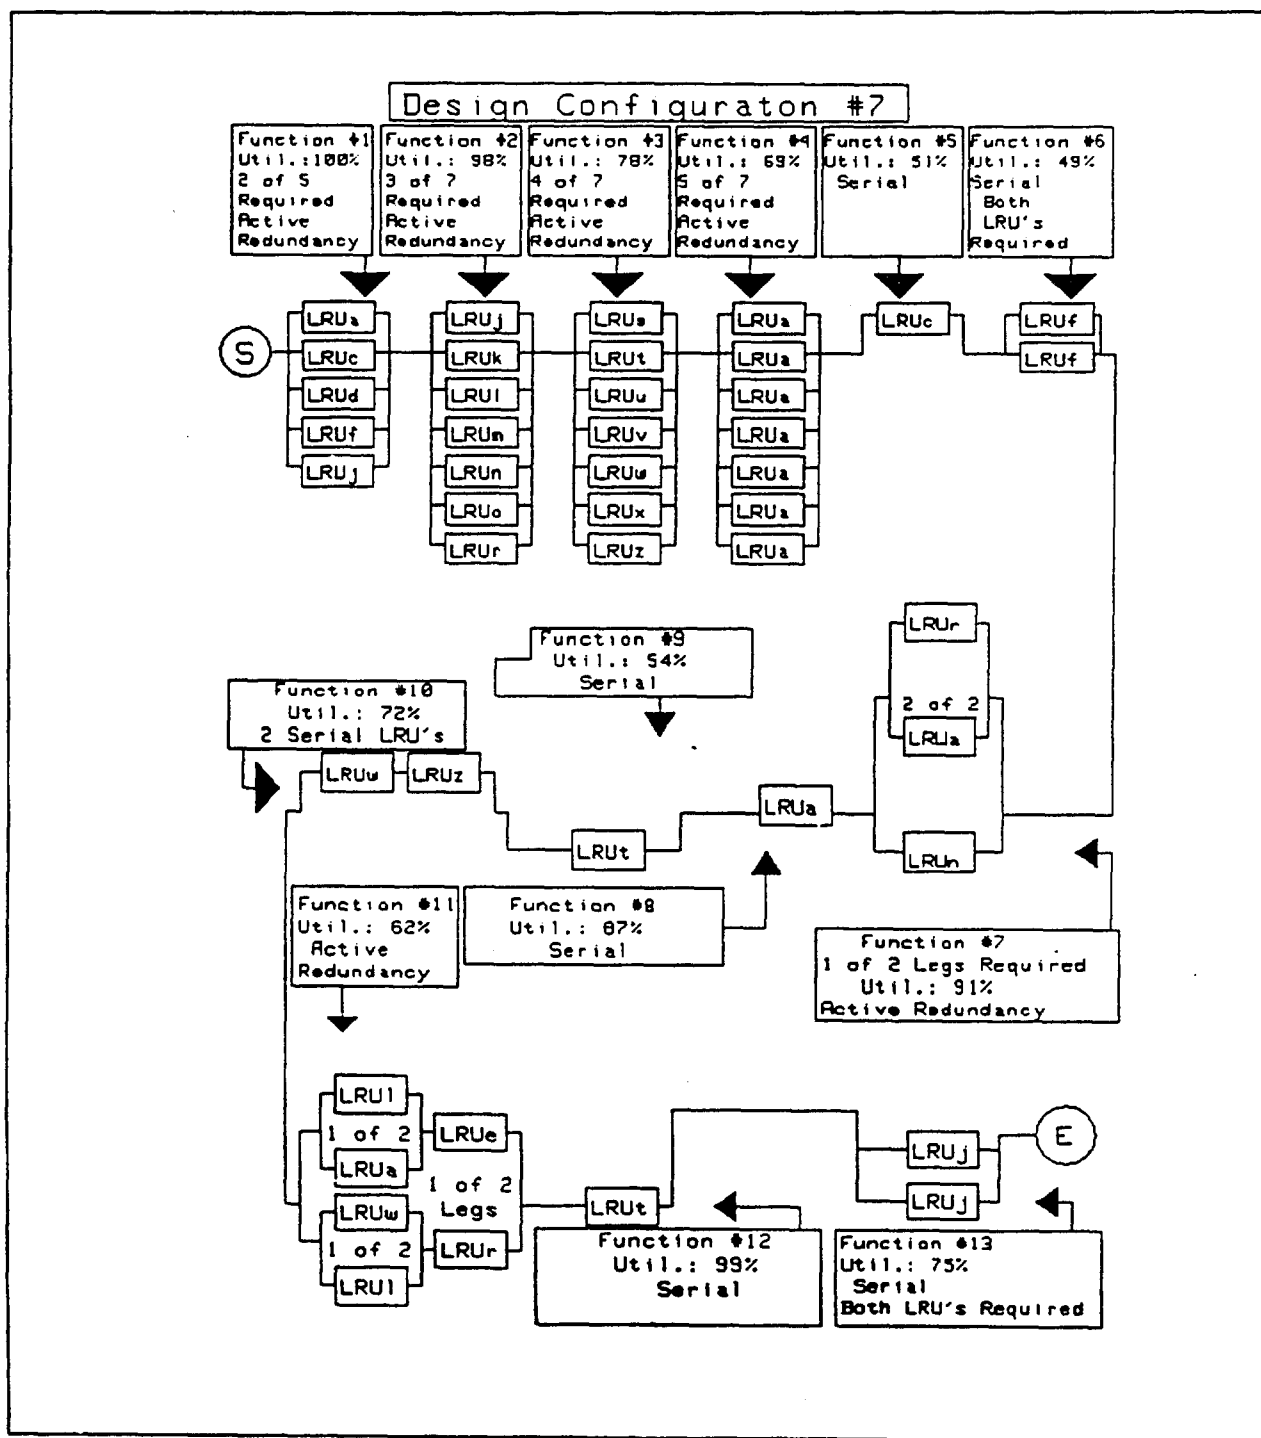 Design Configuraton #7
Function #1
Util.:100%
2 of 5
Required
Active
Redundancy
Function #2
Util.: 98%
3 of 7
Required
Active
Redundancy
Function #3
Util.: 78%
4 of 7
Required
Active
Redundancy
Function #4
Util.: 69%
5 of 7
Required
Active
Redundancy
Function #5
Util.: 51%
Serial
Function #6
Util.: 49%
Serial
Both
LRU's
Required
S
LRUa
LRUc
LRUd
LRUf
LRUj
LRUj
LRUk
LRUl
LRUm
LRUn
LRUo
LRUr
LRUs
LRUt
LRUu
LRUv
LRUw
LRUx
LRUz
LRUa
LRUa
LRUa
LRUa
LRUa
LRUa
LRUa
LRUc
LRUf
LRUf
LRUr
2 of 2
LRUa
LRUn
Function #7
1 of 2 Legs Required
Util.: 91%
Active Redundancy
LRUa
Function #8
Util.: 87%
Serial
Function #9
Util.: 54%
Serial
LRUt
Function #10
Util.: 72%
2 Serial LRU's
LRUw
LRUz
Function #11
Util.: 62%
Active
Redundancy
LRUl
1 of 2
LRUa
LRUe
1 of 2
Legs
LRUw
1 of 2
LRUl
LRUr
LRUt
Function #12
Util.: 99%
Serial
LRUj
LRUj
E
Function #13
Util.: 75%
Serial
Both LRU's Required